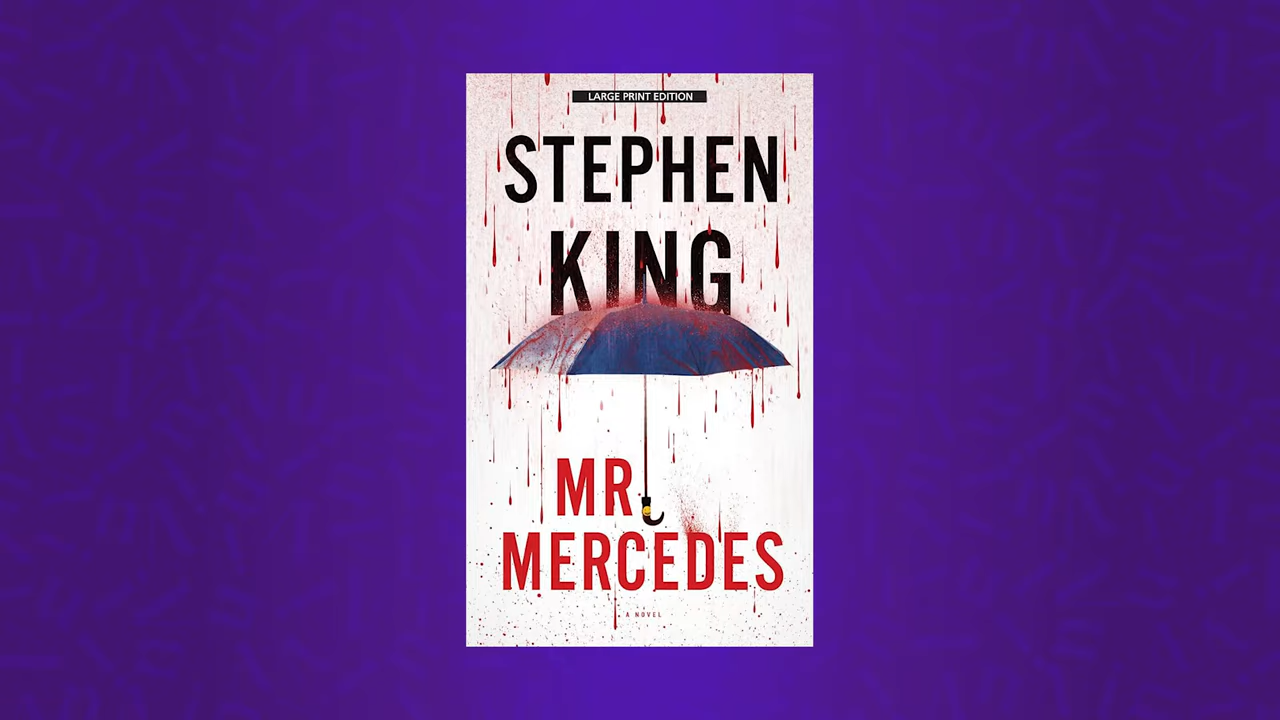 LARGE PRINT EDITION
STEPHEN
KING
MR
MERCEDES
A NOVEL